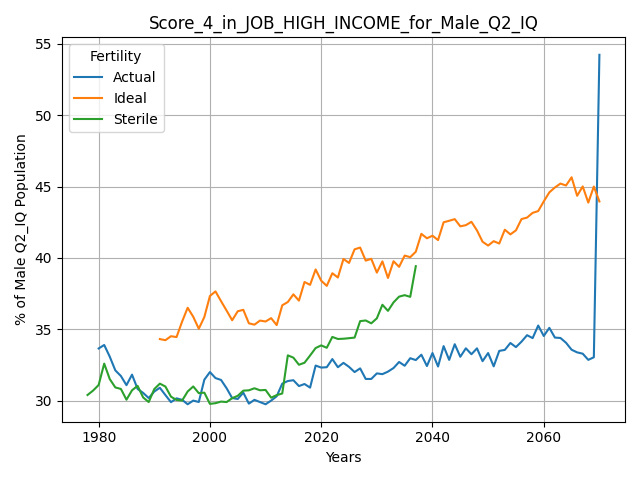 Score_4_in_JOB_HIGH_INCOME_for_Male_Q2_IQ
55
50
45
40
35
30
% of Male Q2_IQ Population
Fertility
Actual
Ideal
Sterile
1980
2000
2020
2040
2060
Years